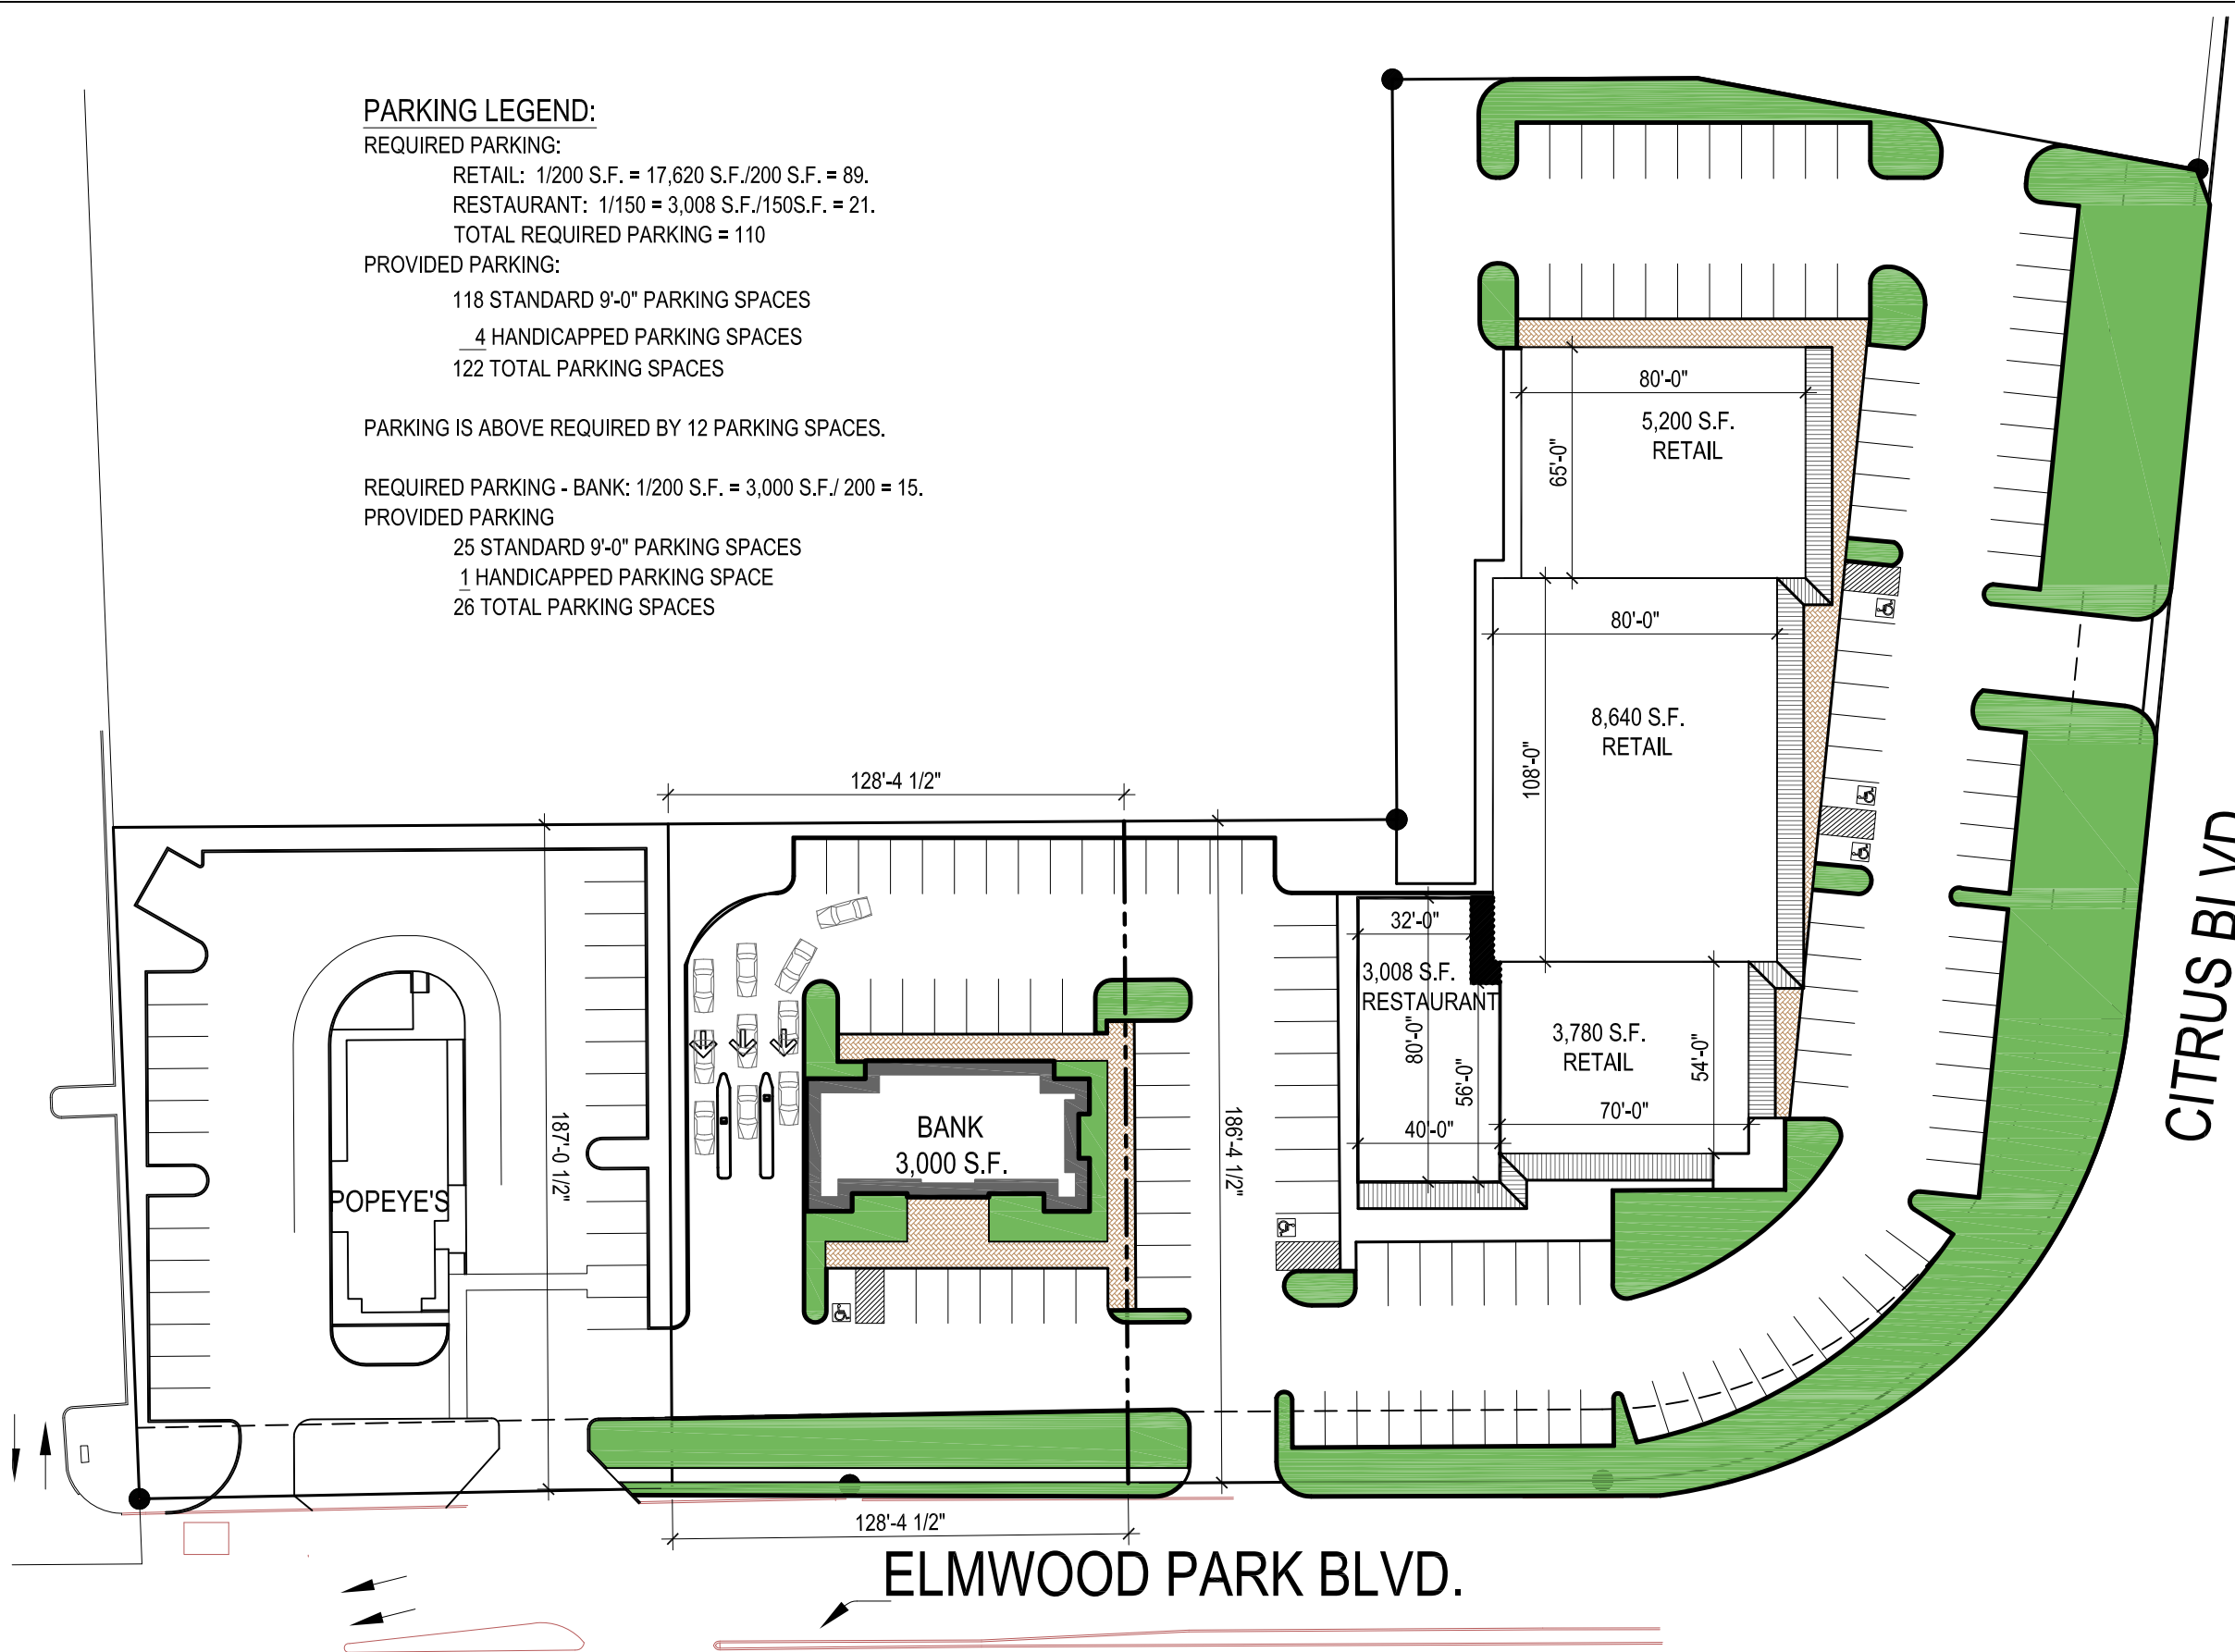 PARKING LEGEND:
REQUIRED PARKING:
RETAIL: 1/200 S.F. = 17,620 S.F./200 S.F. = 89.
RESTAURANT: 1/150 = 3,008 S.F./150S.F. = 21.
TOTAL REQUIRED PARKING = 110
PROVIDED PARKING:
118 STANDARD 9'-0" PARKING SPACES
4 HANDICAPPED PARKING SPACES
122 TOTAL PARKING SPACES
PARKING IS ABOVE REQUIRED BY 12 PARKING SPACES.
REQUIRED PARKING - BANK: 1/200 S.F. = 3,000 S.F./ 200 = 15.
PROVIDED PARKING
25 STANDARD 9'-0" PARKING SPACES
1 HANDICAPPED PARKING SPACE
26 TOTAL PARKING SPACES
80'-0"
5,200 S.F.
RETAIL
65'-0"
80'-0"
8,640 S.F.
RETAIL
108'-0"
128'-4 1/2"
32'-0"
3,008 S.F.
RESTAURANT
80'-0"
56'-0"
40'-0"
3,780 S.F.
RETAIL
54'-0"
70'-0"
187'-0 1/2"
186'-4 1/2"
BANK
3,000 S.F.
POPEYE'S
128'-4 1/2"
ELMWOOD PARK BLVD.
CITRUS BLVD